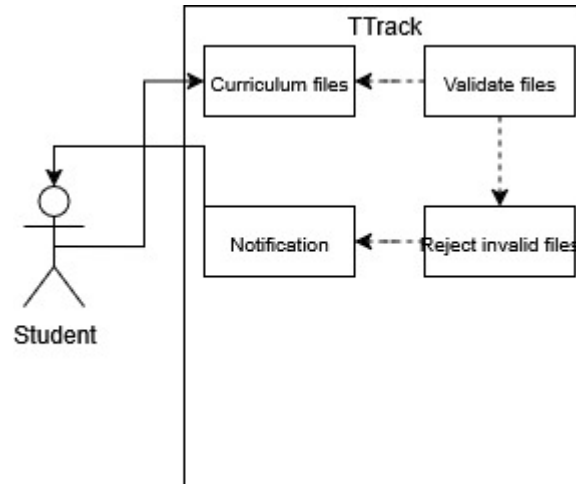 TTrack
Curriculum files
Validate files
Notification
Reject invalid files
Student